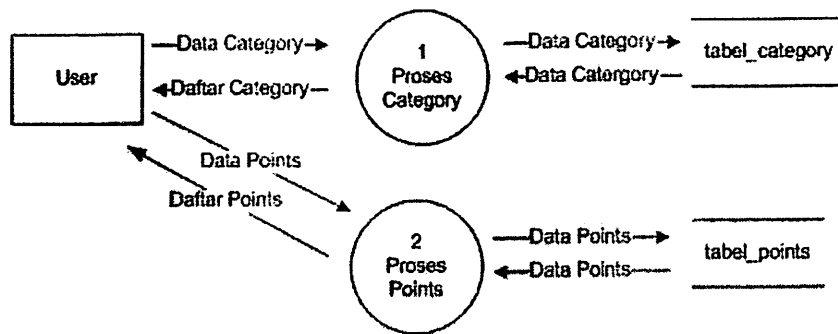 User
Data Category
Daftar Category
1
Proses
Category
Data Category
Data Catergory
tabel_category
Data Points
Daftar Points
2
Proses
Points
Data Points
Data Points
tabel_points